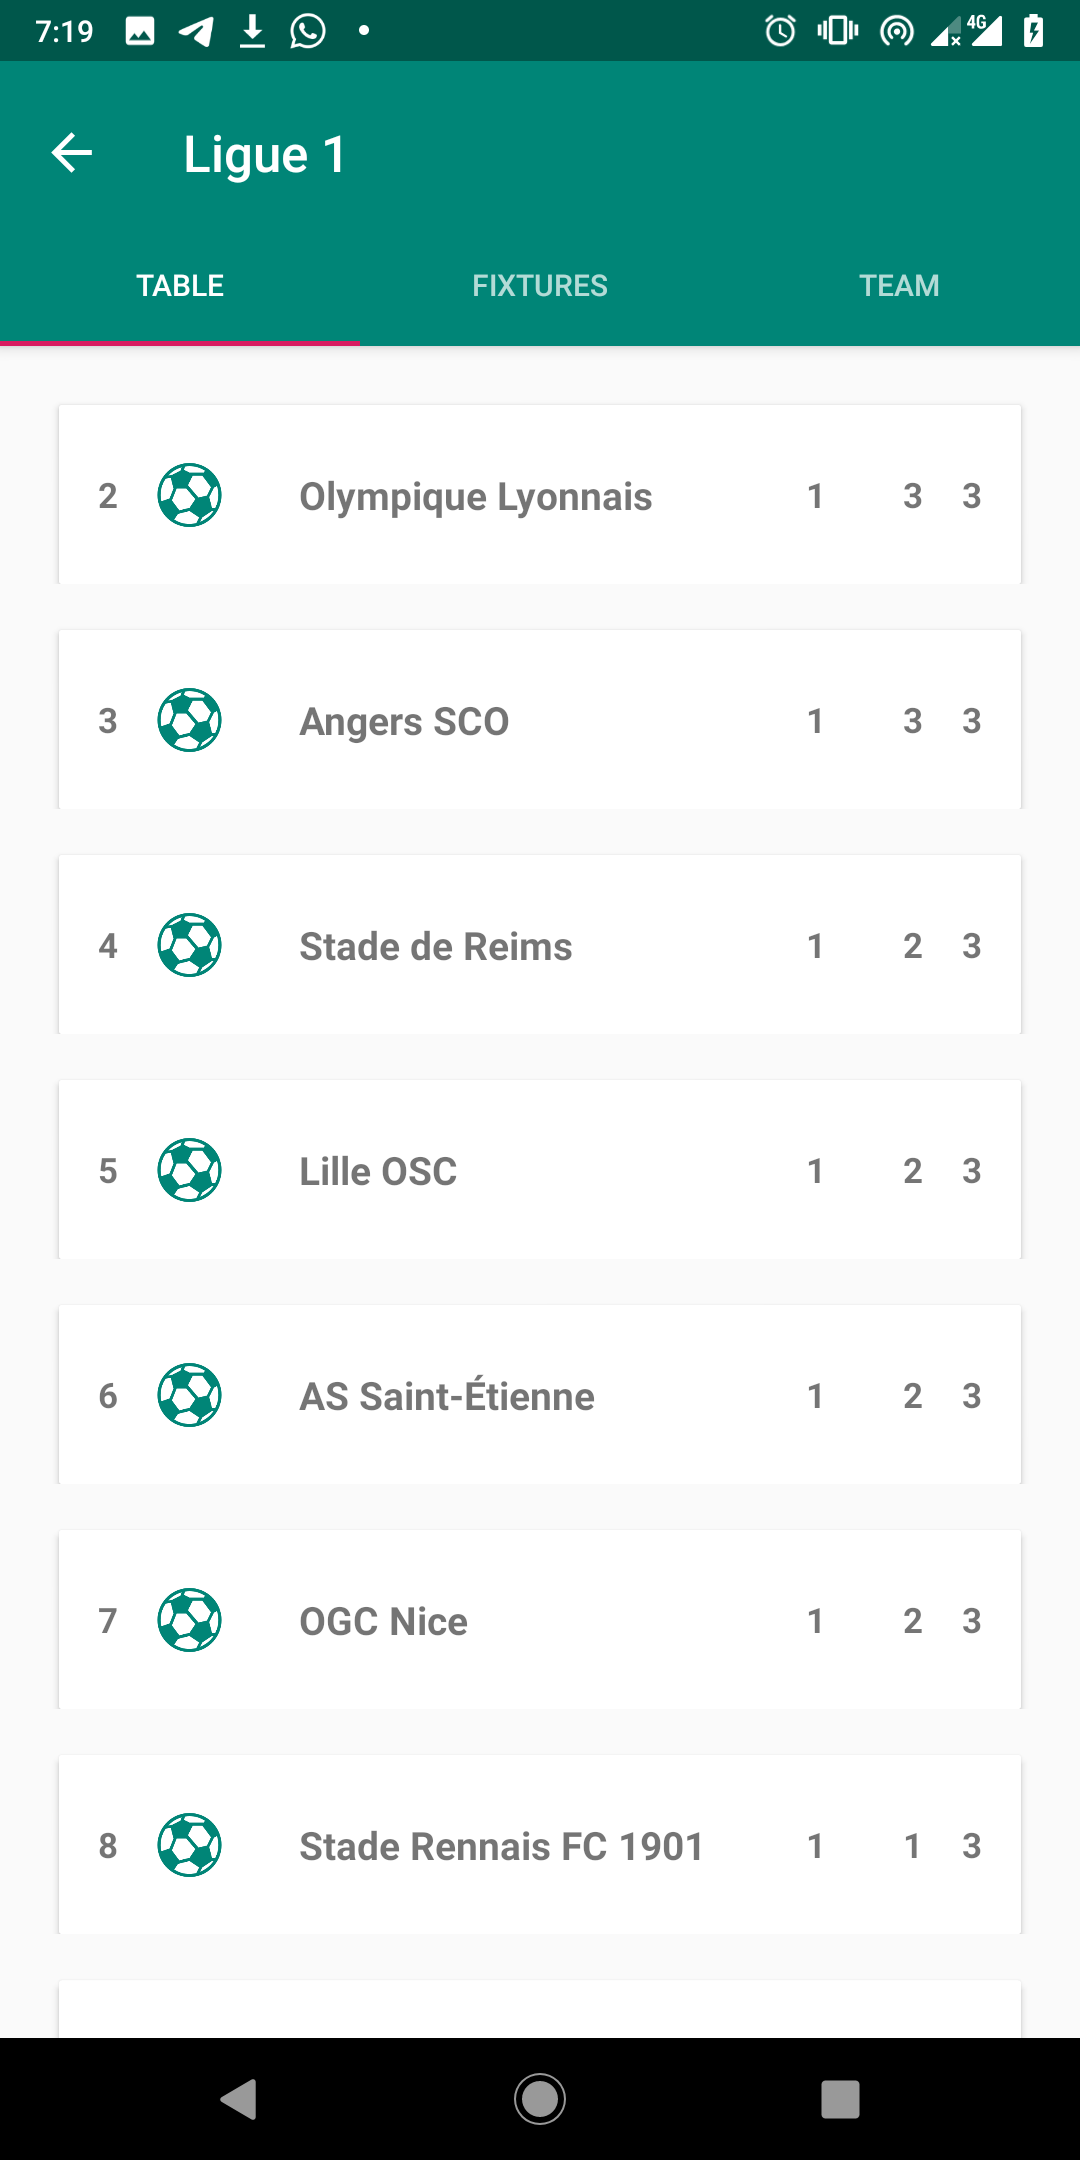 7:19 4G
Ligue 1
TABLE FIXTURES TEAM
2 Olympique Lyonnais 1 3 3
3 Angers SCO 1 3 3
4 Stade de Reims 1 2 3
5 Lille OSC 1 2 3
6 AS Saint-Étienne 1 2 3
7 OGC Nice 1 2 3
8 Stade Rennais FC 1901 1 1 3